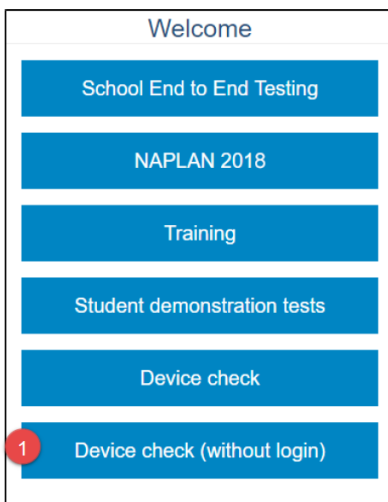 Welcome
School End to End Testing
NAPLAN 2018
Training
Student demonstration tests
Device check
1 Device check (without login)